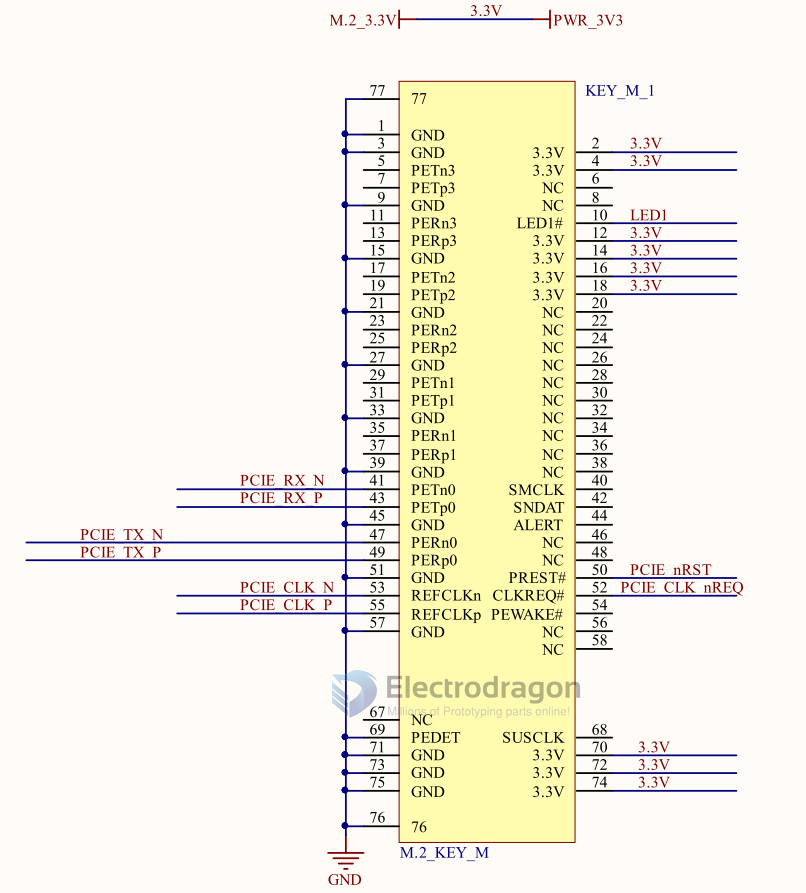 M.2_3.3V 3.3V PWR_3V3
KEY_M_1
77 77
1 GND
3 GND 3.3V 2 3.3V
5 PETn3 3.3V 4 3.3V
7 PETp3 NC 6
9 GND NC 8
11 PERn3 LED1# 10 LED1
13 PERp3 3.3V 12 3.3V
15 GND 3.3V 14 3.3V
17 PETn2 3.3V 16 3.3V
19 PETp2 3.3V 18 3.3V
21 GND NC 20
23 PERn2 NC 22
25 PERp2 NC 24
27 GND NC 26
29 PETn1 NC 28
31 PETp1 NC 30
33 GND NC 32
35 PERn1 NC 34
37 PERp1 NC 36
39 GND NC 38
PCIE_RX_N 41 PETn0 SMCLK 40
PCIE_RX_P 43 PETp0 SNDAT 42
45 GND ALERT 44
PCIE_TX_N 47 PERn0 NC 46
PCIE_TX_P 49 PERp0 NC 48
51 GND PREST# 50 PCIE_nRST
PCIE_CLK_N 53 REFCLKn CLKREQ# 52 PCIE_CLK_nREQ
PCIE_CLK_P 55 REFCLKp PEWAKE# 54
57 GND NC 56
NC 58
Electrodragon
Millions of Prototyping parts online!
67 NC
69 PEDET SUSCLK 68
71 GND 3.3V 70 3.3V
73 GND 3.3V 72 3.3V
75 GND 3.3V 74 3.3V
76 76
M.2_KEY_M
GND